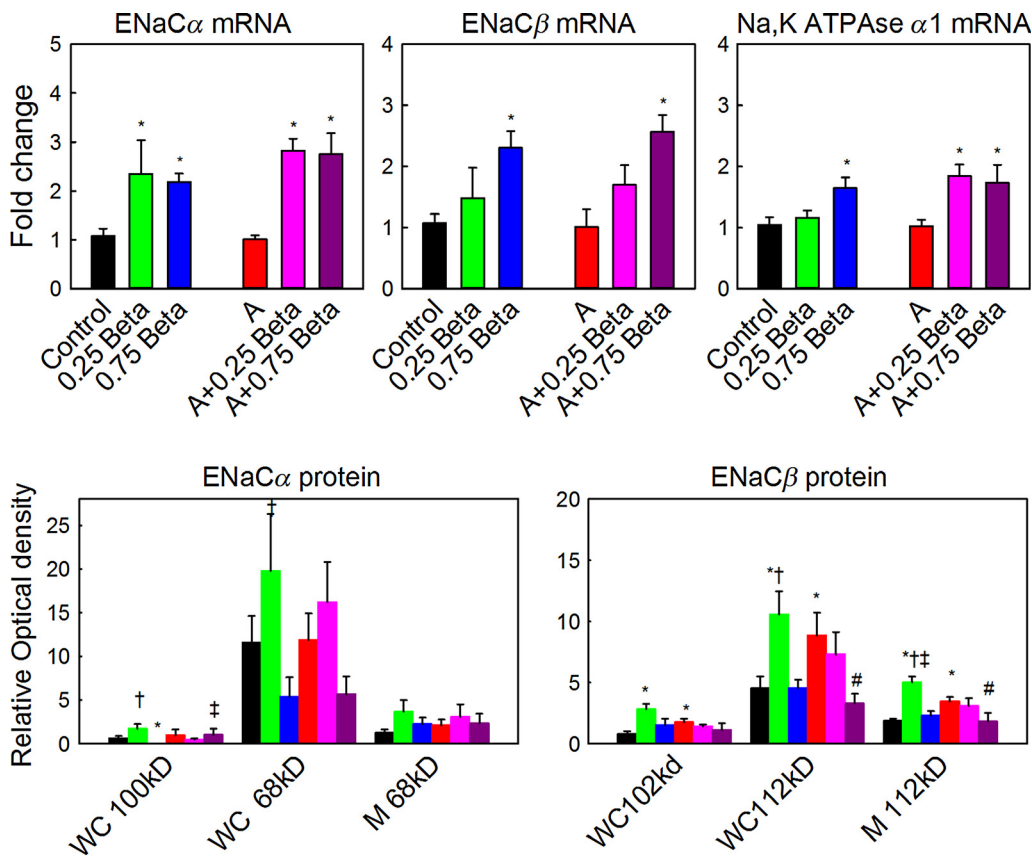 ENaCα mRNA
ENaCβ mRNA
Na,K ATPAse α1 mRNA
Fold change
5
4
3
2
1
0
*
*
*
*
Control
0.25 Beta
0.75 Beta
A
A+0.25 Beta
A+0.75 Beta
4
3
2
1
0
*
*
Control
0.25 Beta
0.75 Beta
A
A+0.25 Beta
A+0.75 Beta
4
3
2
1
0
*
*
*
Control
0.25 Beta
0.75 Beta
A
A+0.25 Beta
A+0.75 Beta
ENaCα protein
ENaCβ protein
Relative Optical density
25
20
15
10
5
0
†
*
‡
‡
WC 100kD
WC 68kD
M 68kD
20
15
10
5
0
*
*
*†
*
#
*†‡
*
#
WC102kd
WC112kD
M 112kD